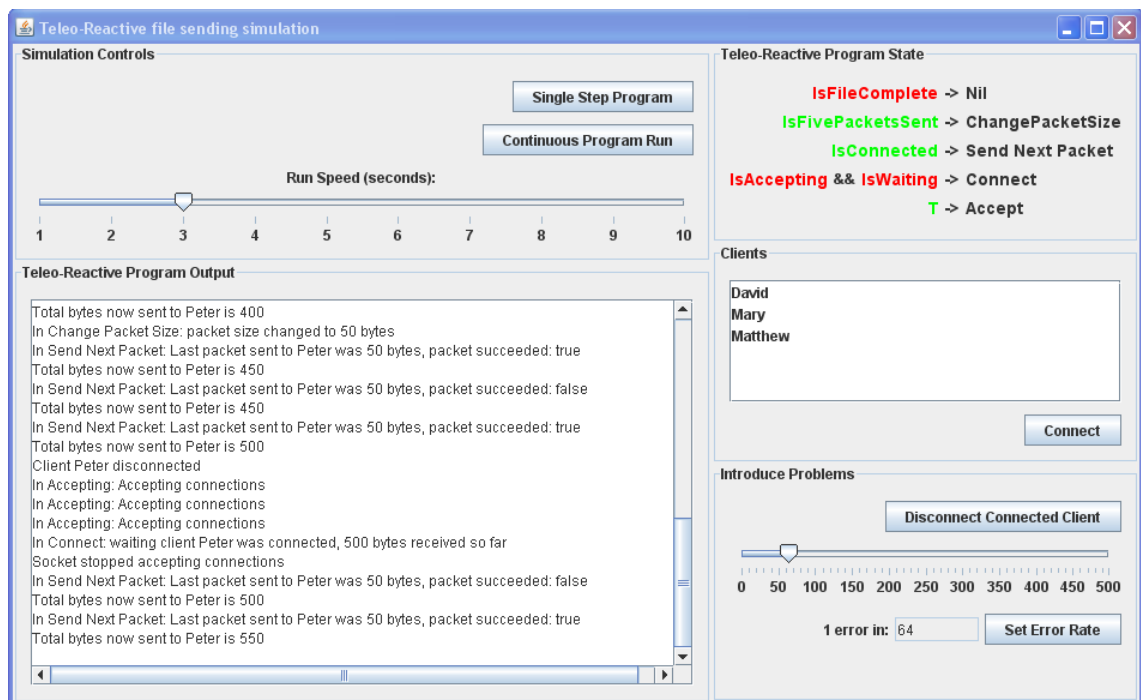 Teleo-Reactive file sending simulation
Simulation Controls
Single Step Program
Continuous Program Run
Run Speed (seconds):
1 2 3 4 5 6 7 8 9 10
Teleo-Reactive Program Output
Total bytes now sent to Peter is 400
In Change Packet Size: packet size changed to 50 bytes
In Send Next Packet: Last packet sent to Peter was 50 bytes, packet succeeded: true
Total bytes now sent to Peter is 450
In Send Next Packet: Last packet sent to Peter was 50 bytes, packet succeeded: false
Total bytes now sent to Peter is 450
In Send Next Packet: Last packet sent to Peter was 50 bytes, packet succeeded: true
Total bytes now sent to Peter is 500
Client Peter disconnected
In Accepting: Accepting connections
In Accepting: Accepting connections
In Accepting: Accepting connections
In Connect: waiting client Peter was connected, 500 bytes received so far
Socket stopped accepting connections
In Send Next Packet: Last packet sent to Peter was 50 bytes, packet succeeded: false
Total bytes now sent to Peter is 500
In Send Next Packet: Last packet sent to Peter was 50 bytes, packet succeeded: true
Total bytes now sent to Peter is 550
Teleo-Reactive Program State
IsFileComplete -> Nil
IsFivePacketsSent -> ChangePacketSize
IsConnected -> Send Next Packet
IsAccepting && IsWaiting -> Connect
T -> Accept
Clients
David
Mary
Matthew
Connect
Introduce Problems
Disconnect Connected Client
0 50 100 150 200 250 300 350 400 450 500
1 error in: 64
Set Error Rate